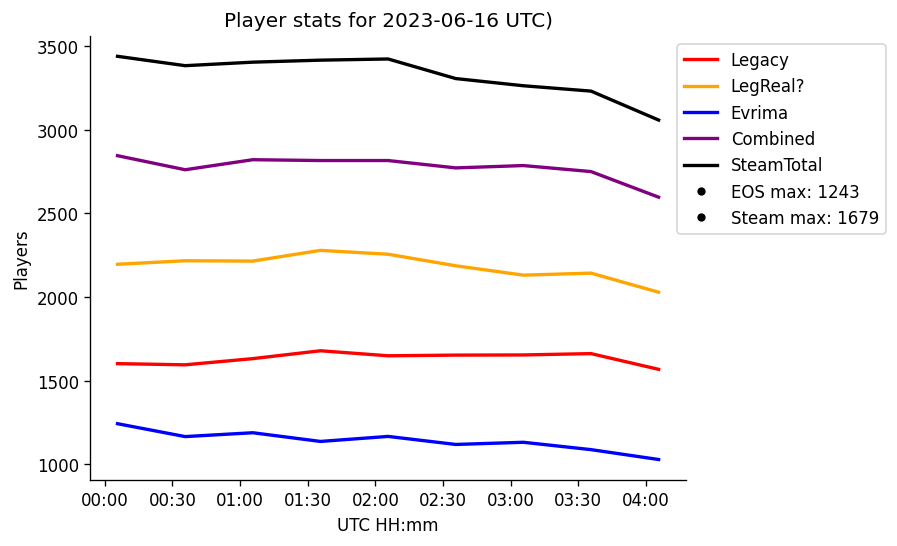 Player stats for 2023-06-16 UTC)
Legacy
LegReal?
Evrima
Combined
SteamTotal
EOS max: 1243
Steam max: 1679
Players
3500
3000
2500
2000
1500
1000
00:00 00:30 01:00 01:30 02:00 02:30 03:00 03:30 04:00
UTC HH:mm